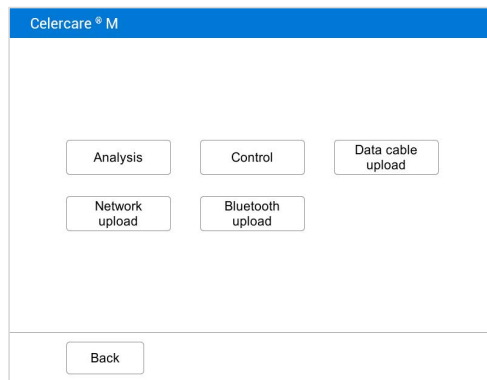 Celercare ® M
Analysis
Control
Data cable
upload
Network
upload
Bluetooth
upload
Back